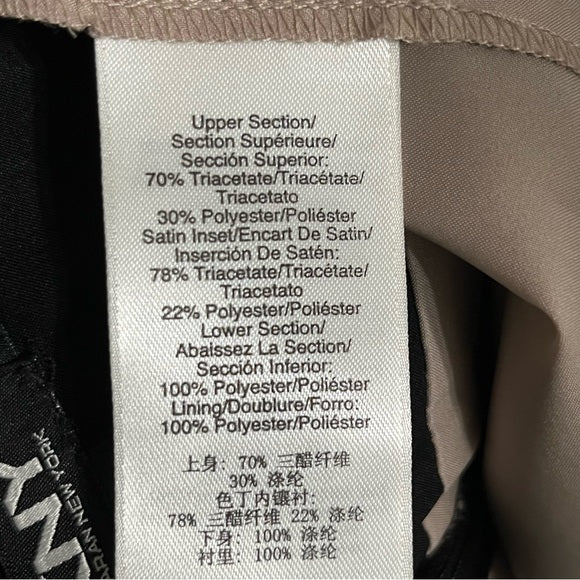 Upper Section/
Section Supérieure/
Sección Superior:
70% Triacetate/Triacétate/
Triacetato
30% Polyester/Poliéster
Satin Inset/Encart De Satin/
Inserción De Satén:
78% Triacetate/Triacétate/
Triacetato
22% Polyester/Poliéster
Lower Section/
Abaissez La Section/
Sección Inferior:
100% Polyester/Poliéster
Lining/Doublure/Forro:
100% Polyester/Poliéster
上身: 70% 三醋纤维
30% 涤纶
色丁内镶衬:
78% 三醋纤维 22% 涤纶
下身: 100% 涤纶
衬里: 100% 涤纶
NEW YORK